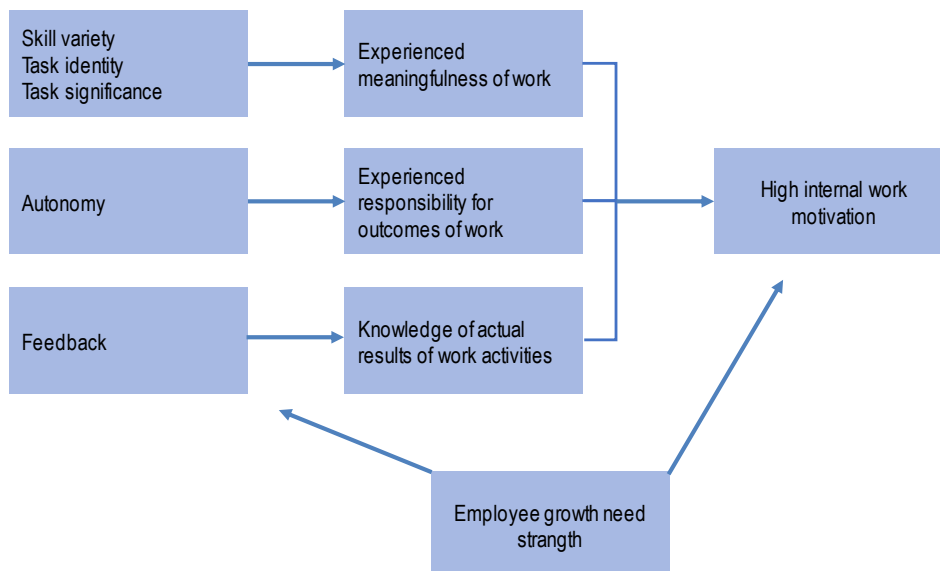 Skill variety
Task identity
Task significance
Experienced
meaningfulness of work
Autonomy
Experienced
responsibility for
outcomes of work
High internal work
motivation
Feedback
Knowledge of actual
results of work activities
Employee growth need
strangth